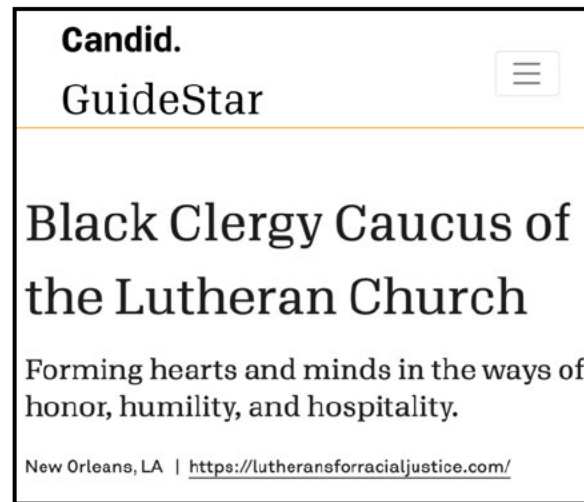 Candid.
GuideStar
Black Clergy Caucus of
the Lutheran Church
Forming hearts and minds in the ways of
honor, humility, and hospitality.
New Orleans, LA | https://lutheransforracialjustice.com/